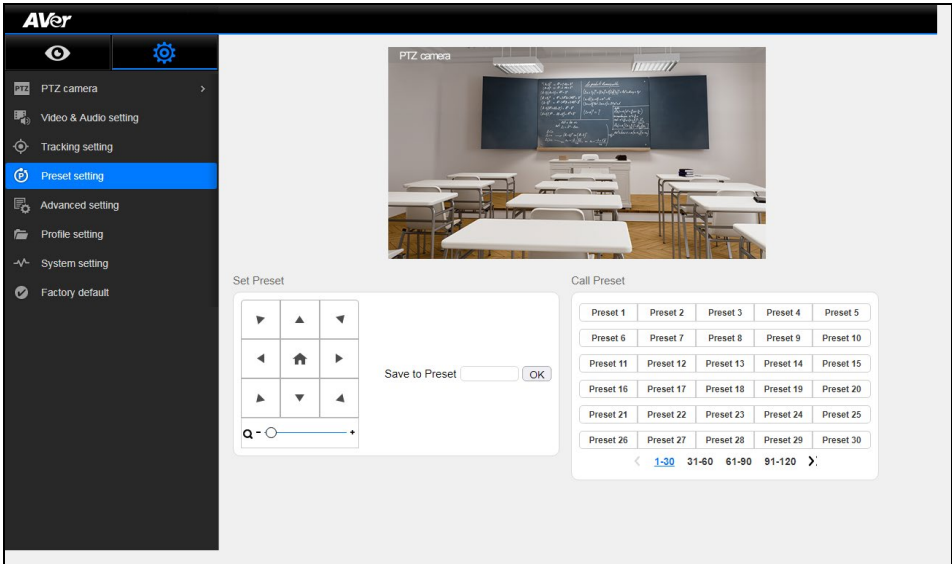 AVer
PTZ PTZ camera
Video & Audio setting
Tracking setting
P Preset setting
Advanced setting
Profile setting
System setting
Factory default
PTZ camera
Set Preset
Save to Preset OK
- +
Call Preset
Preset 1 Preset 2 Preset 3 Preset 4 Preset 5
Preset 6 Preset 7 Preset 8 Preset 9 Preset 10
Preset 11 Preset 12 Preset 13 Preset 14 Preset 15
Preset 16 Preset 17 Preset 18 Preset 19 Preset 20
Preset 21 Preset 22 Preset 23 Preset 24 Preset 25
Preset 26 Preset 27 Preset 28 Preset 29 Preset 30
1-30 31-60 61-90 91-120